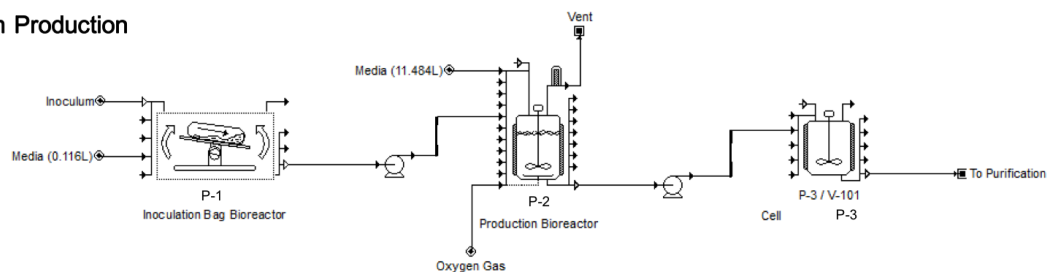 Production
Vent
Media (11.484L)
Inoculum
Media (0.116L)
P-1
Inoculation Bag Bioreactor
P-2
Production Bioreactor
Oxygen Gas
P-3 / V-101
Cell P-3
To Purification